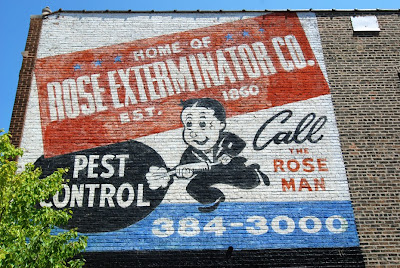 HOME OF
ROSE EXTERMINATOR CO.
EST. 1860
PEST
CONTROL
Call
THE
ROSE
MAN
384-3000